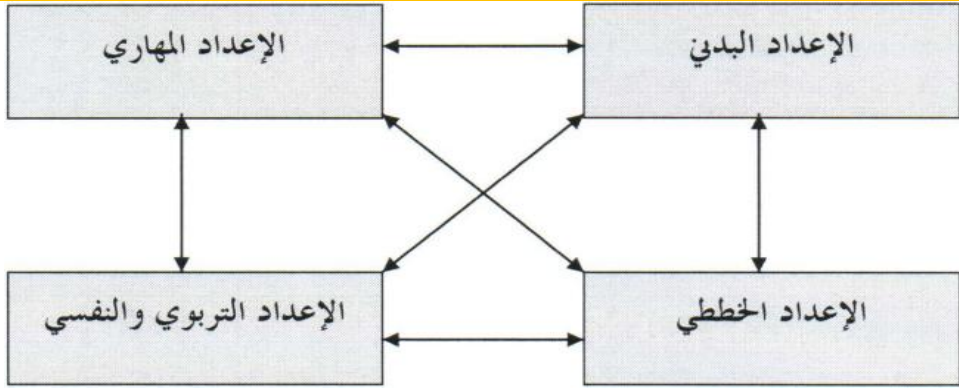 الإعداد البدني
الإعداد المهاري
الإعداد الخططي
الإعداد التربوي والنفسي